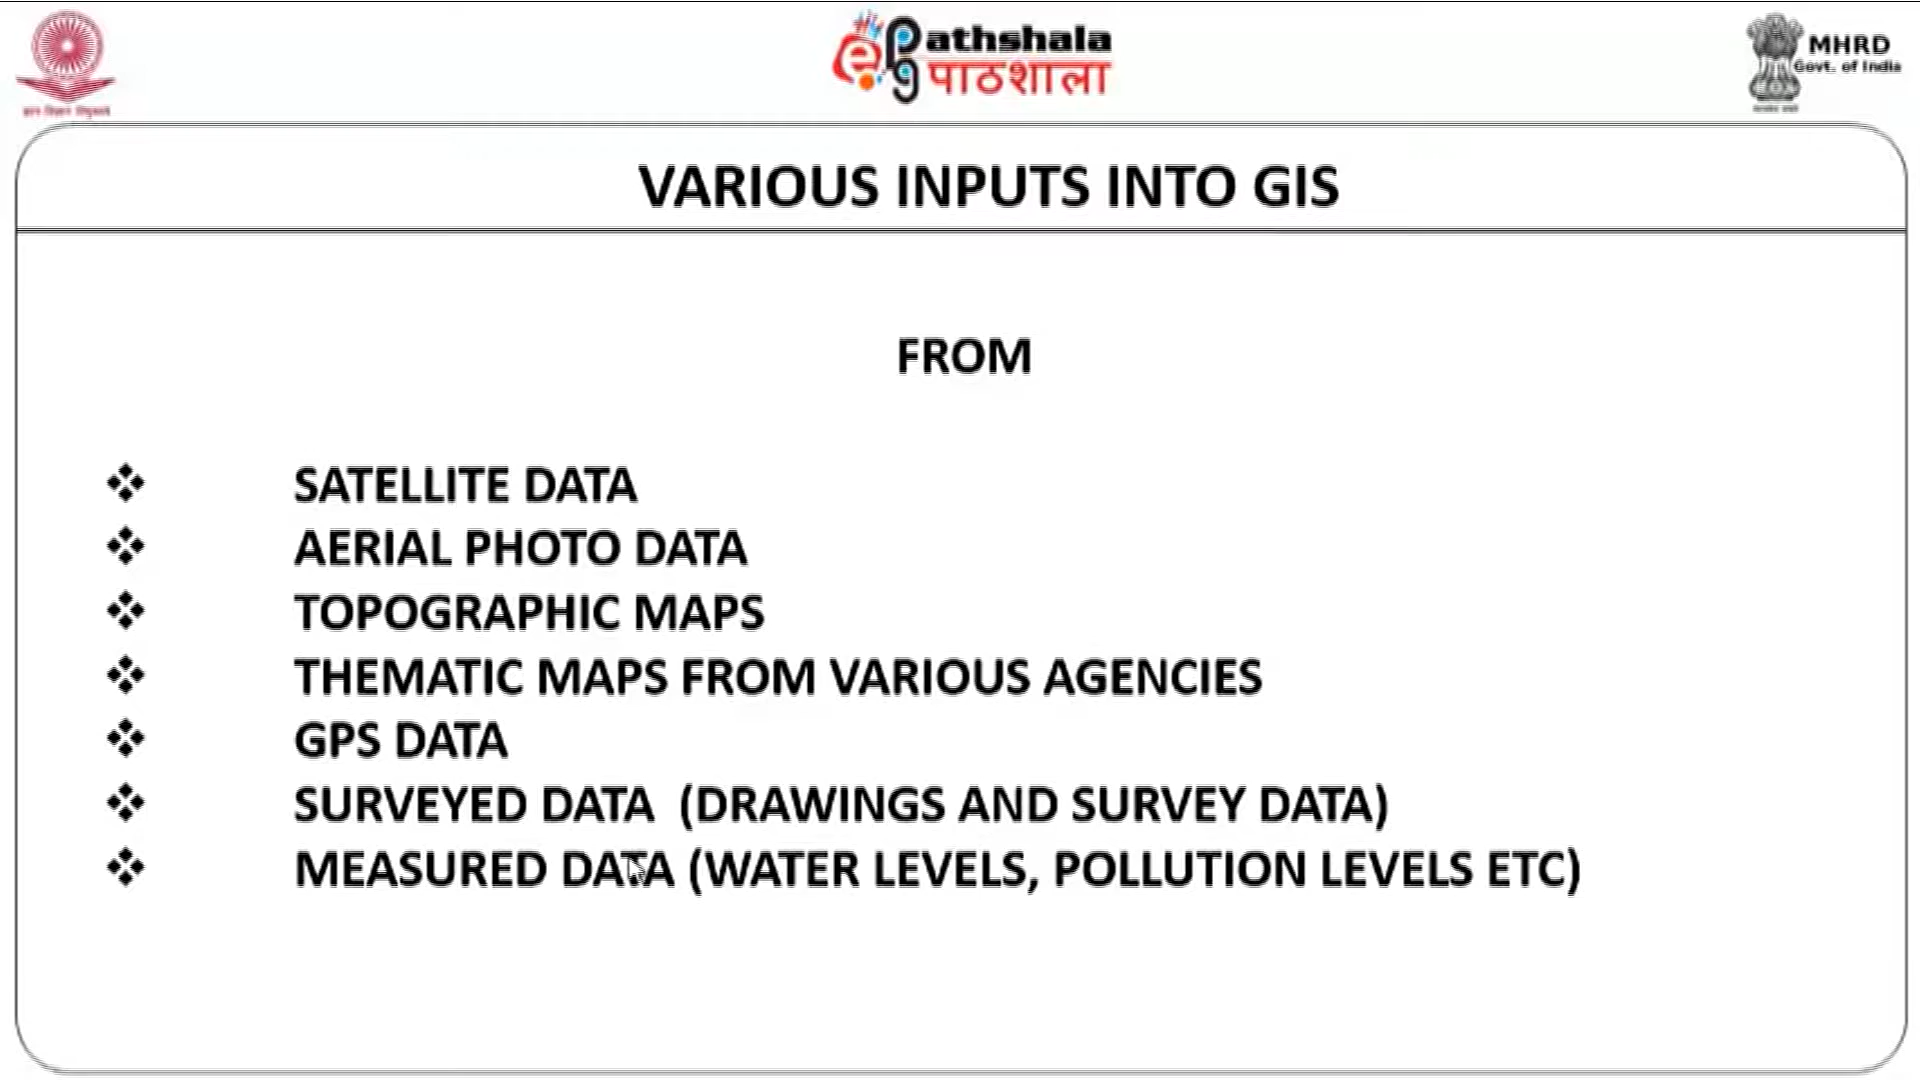 athshala
पाठशाला
MHRD
Govt. of India
VARIOUS INPUTS INTO GIS
FROM
❖ SATELLITE DATA
❖ AERIAL PHOTO DATA
❖ TOPOGRAPHIC MAPS
❖ THEMATIC MAPS FROM VARIOUS AGENCIES
❖ GPS DATA
❖ SURVEYED DATA (DRAWINGS AND SURVEY DATA)
❖ MEASURED DATA (WATER LEVELS, POLLUTION LEVELS ETC)